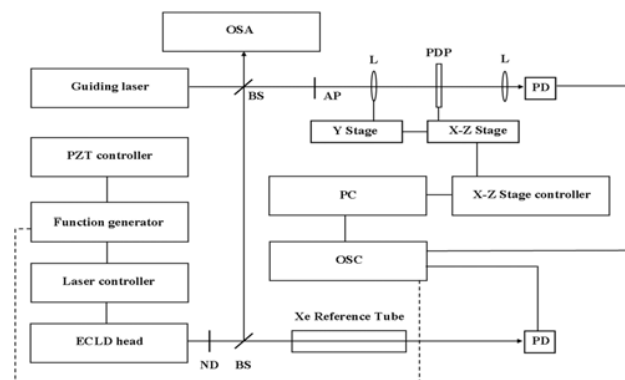 OSA
PDP
L
L
Guiding laser
BS
AP
PD
Y Stage
X-Z Stage
PZT controller
PC
X-Z Stage controller
Function generator
OSC
Laser controller
Xe Reference Tube
ECLD head
ND
BS
PD